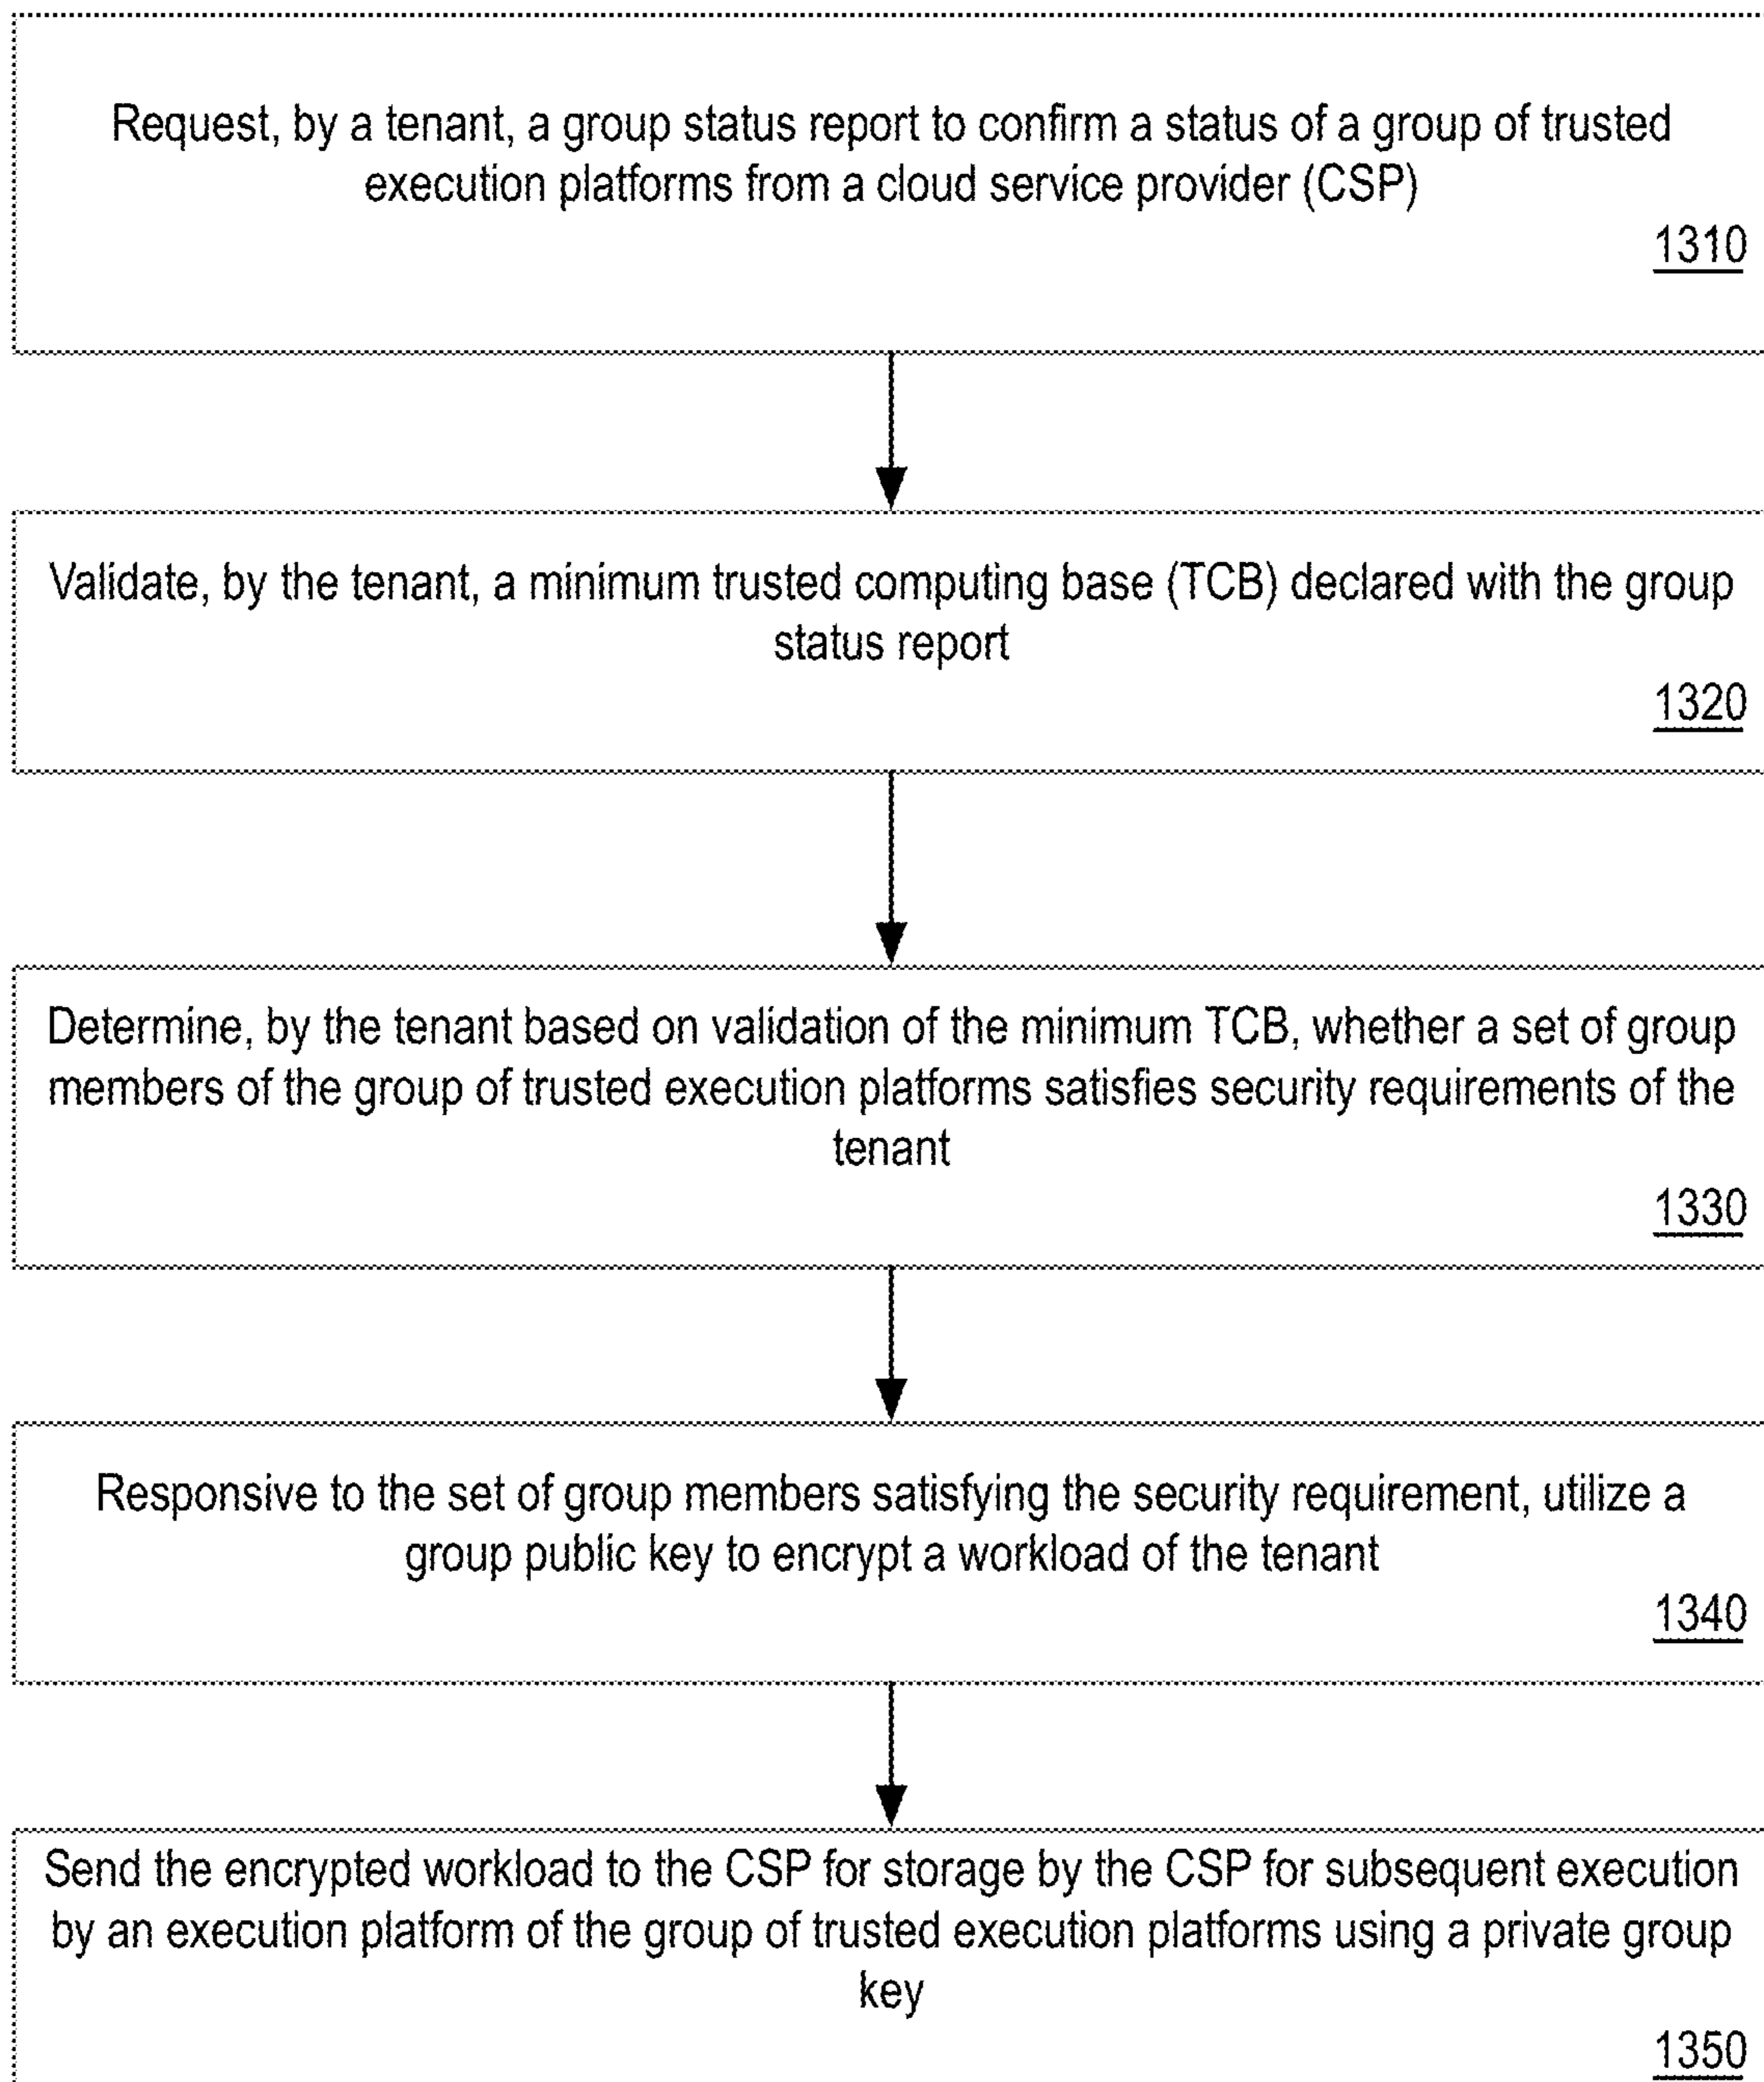 Request, by a tenant, a group status report to confirm a status of a group of trusted
execution platforms from a cloud service provider (CSP)
1310
Validate, by the tenant, a minimum trusted computing base (TCB) declared with the group
status report
1320
Determine, by the tenant based on validation of the minimum TCB, whether a set of group
members of the group of trusted execution platforms satisfies security requirements of the
tenant
1330
Responsive to the set of group members satisfying the security requirement, utilize a
group public key to encrypt a workload of the tenant
1340
Send the encrypted workload to the CSP for storage by the CSP for subsequent execution
by an execution platform of the group of trusted execution platforms using a private group
key
1350